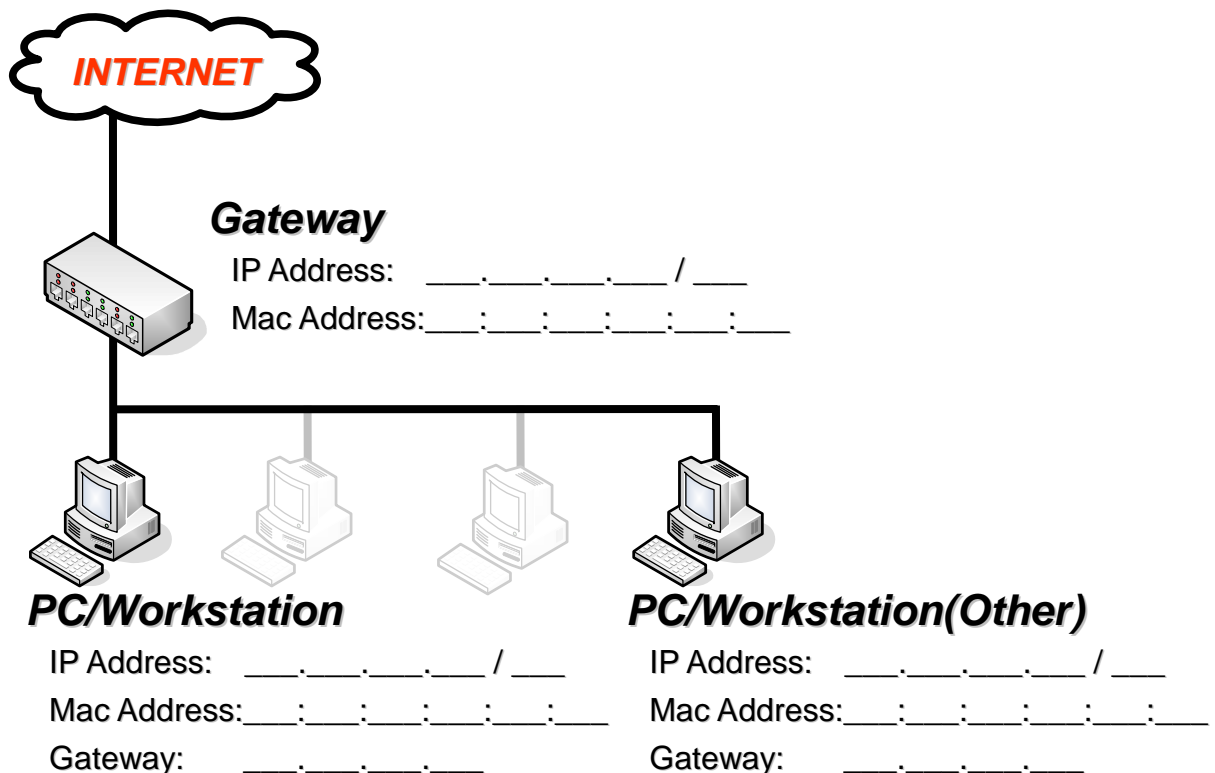 INTERNET
Gateway
IP Address: ___.___.___.___ / ___
Mac Address:___:___:___:___:___:___
PC/Workstation
IP Address: ___.___.___.___ / ___
Mac Address:___:___:___:___:___:___
Gateway: ___.___.___.___
PC/Workstation(Other)
IP Address: ___.___.___.___ / ___
Mac Address:___:___:___:___:___:___
Gateway: ___.___.___.___